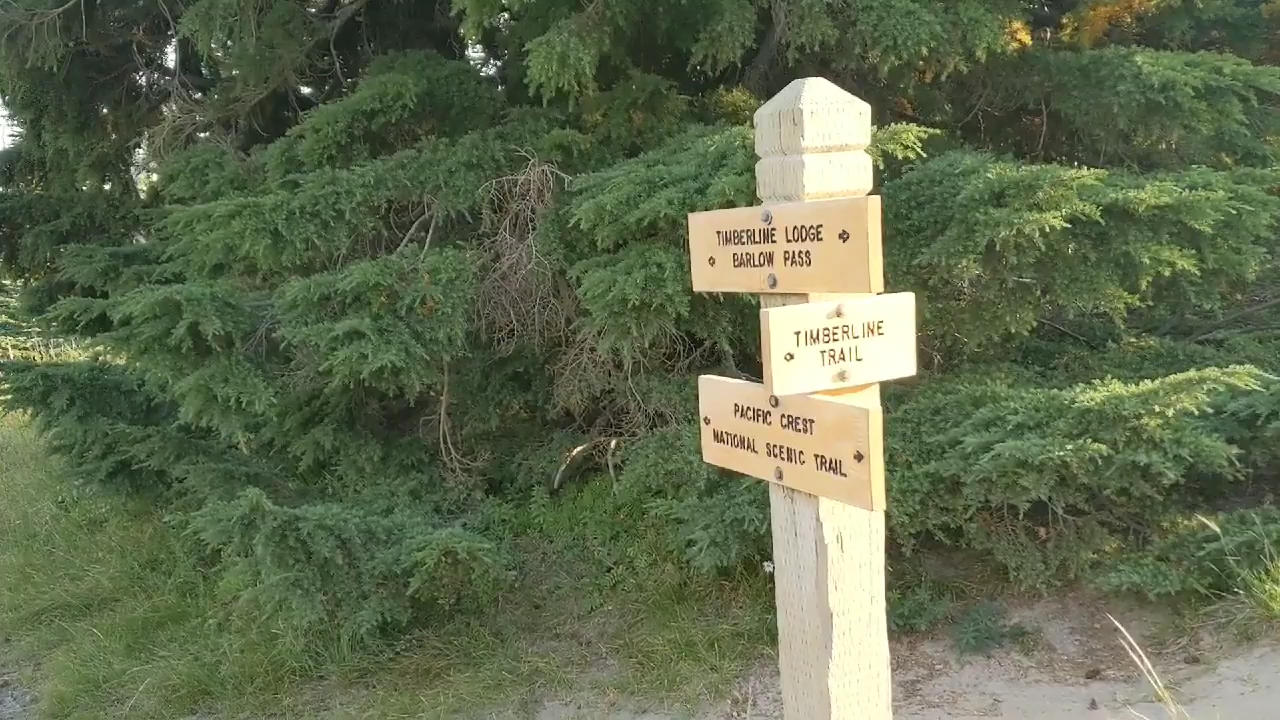 TIMBERLINE LODGE
BARLOW PASS
TIMBERLINE
TRAIL
PACIFIC CREST
NATIONAL SCENIC TRAIL